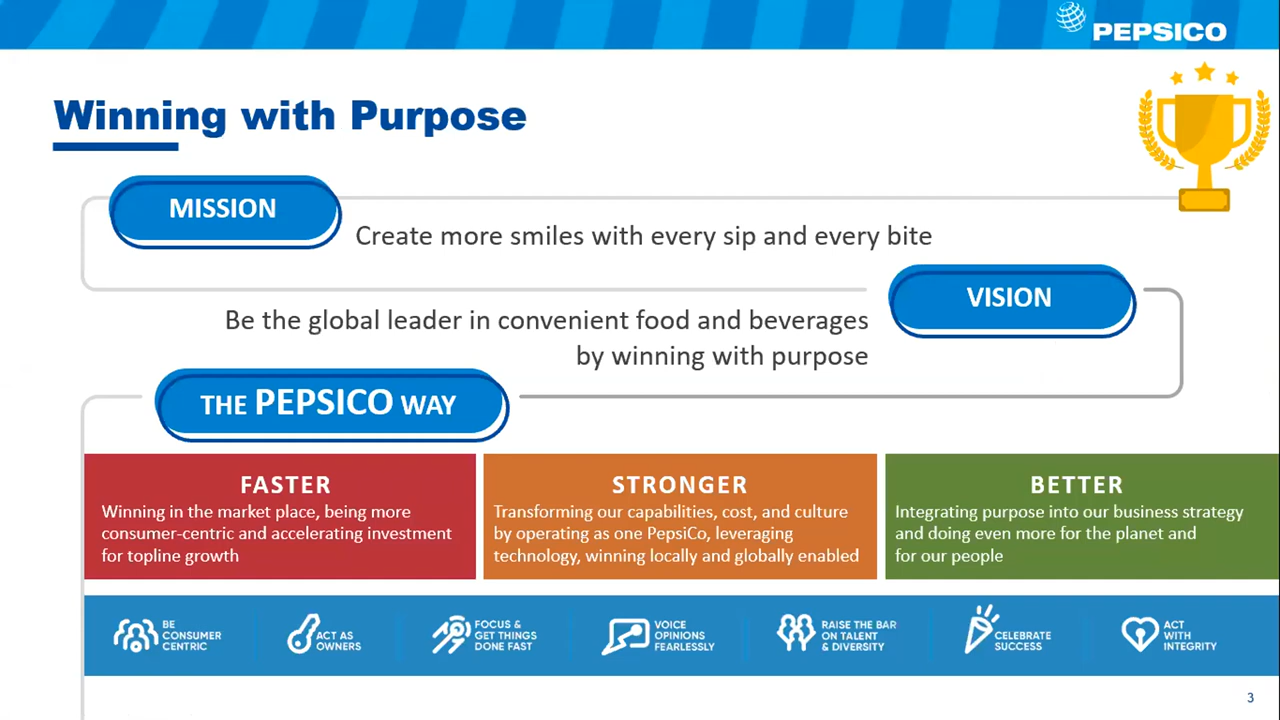 PEPSICO
Winning with Purpose
MISSION
Create more smiles with every sip and every bite
VISION
Be the global leader in convenient food and beverages
by winning with purpose
THE PEPSICO WAY
FASTER
Winning in the market place, being more
consumer-centric and accelerating investment
for topline growth
STRONGER
Transforming our capabilities, cost, and culture
by operating as one PepsiCo, leveraging
technology, winning locally and globally enabled
BETTER
Integrating purpose into our business strategy
and doing even more for the planet and
for our people
BE
CONSUMER
CENTRIC
ACT AS
OWNERS
FOCUS &
GET THINGS
DONE FAST
VOICE
OPINIONS
FEARLESSLY
RAISE THE BAR
ON TALENT
& DIVERSITY
CELEBRATE
SUCCESS
ACT
WITH
INTEGRITY
3